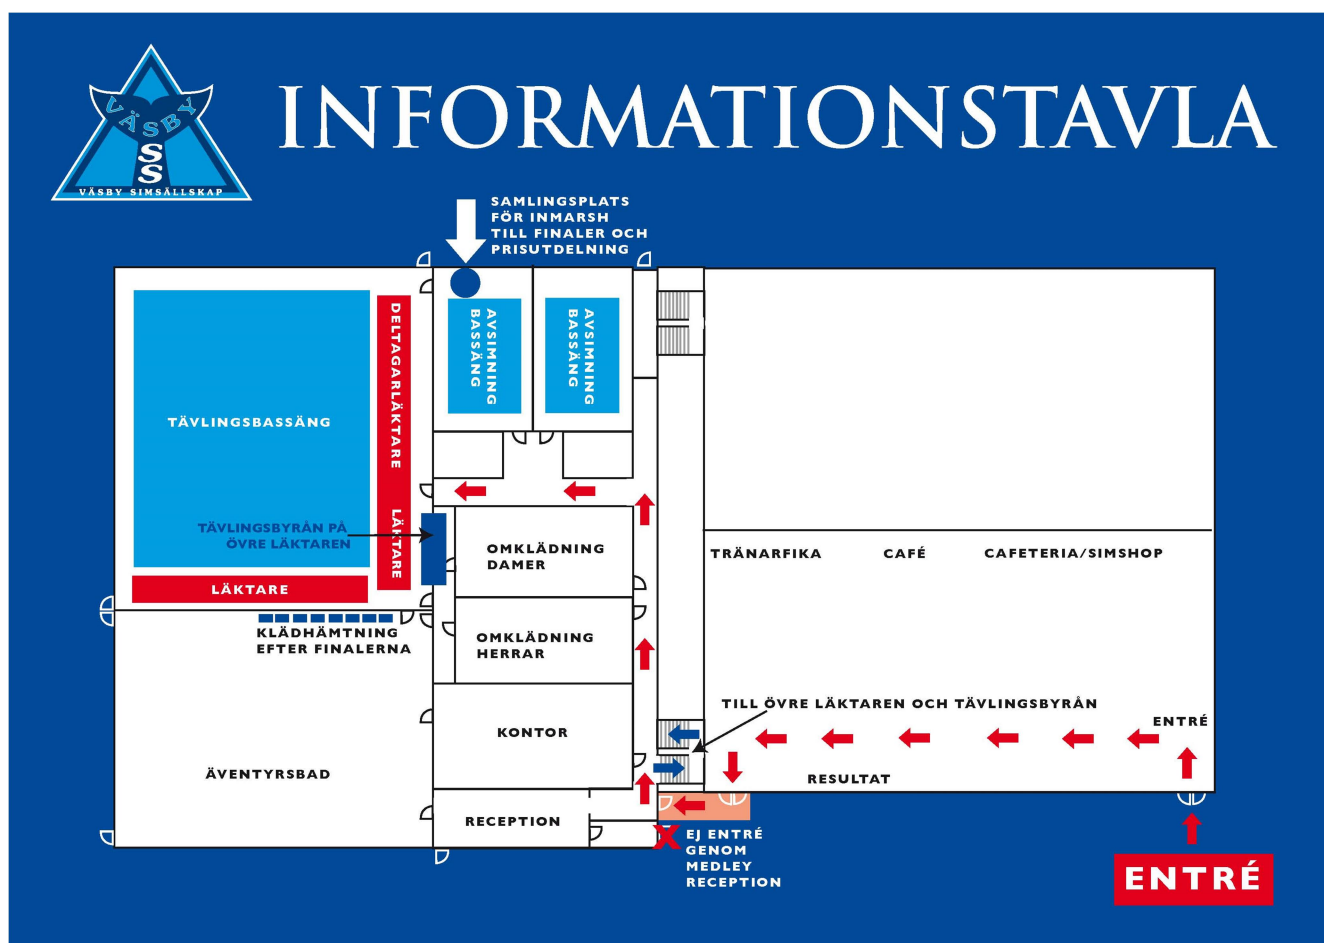 VÄSBY
SS
VÄSBY SIMSÄLLSKAP
INFORMATIONSTAVLA
SAMLINGSPLATS
FÖR INMARSH
TILL FINALER OCH
PRISUTDELNING
TÄVLINGSBASSÄNG
DELTAGARLÄKTARE
LÄKTARE
AVSIMNING
BASSÄNG
AVSIMNING
BASSÄNG
TÄVLINGSBYRÅN PÅ
ÖVRE LÄKTAREN
LÄKTARE
KLÄDHÄMTNING
EFTER FINALERNA
OMKLÄDNING
DAMER
OMKLÄDNING
HERRAR
KONTOR
ÄVENTYRSBAD
RECEPTION
TRÄNARFIKA
CAFÉ
CAFETERIA/SIMSHOP
TILL ÖVRE LÄKTAREN OCH TÄVLINGSBYRÅN
ENTRÉ
RESULTAT
X EJ ENTRÉ
GENOM
MEDLEY
RECEPTION
ENTRÉ